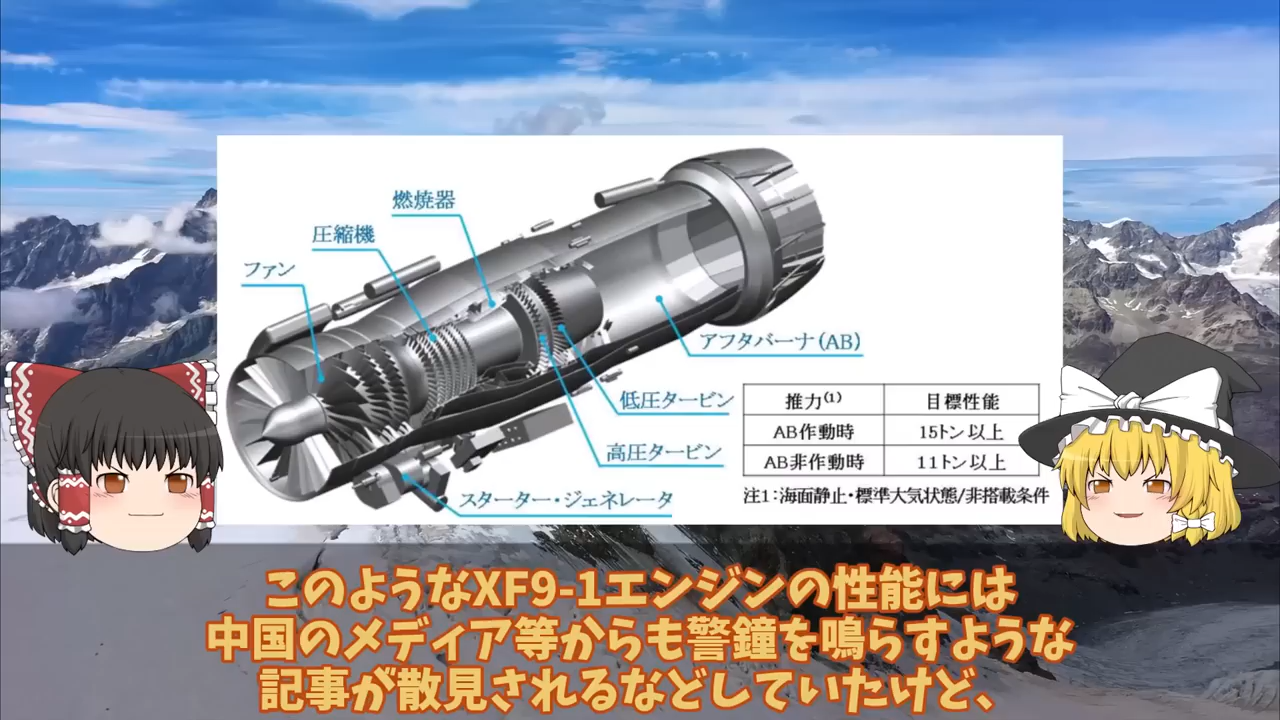 燃焼器
圧縮機
ファン
アフタバーナ(AB)
低圧タービン
高圧タービン
スターター・ジェネレータ
推力(1) 目標性能
AB作動時 15トン以上
AB非作動時 11トン以上
注1:海面静止・標準大気状態/非搭載条件
このようなXF9-1エンジンの性能には
中国のメディア等からも警鐘を鳴らすような
記事が散見されるなどしていたけど、